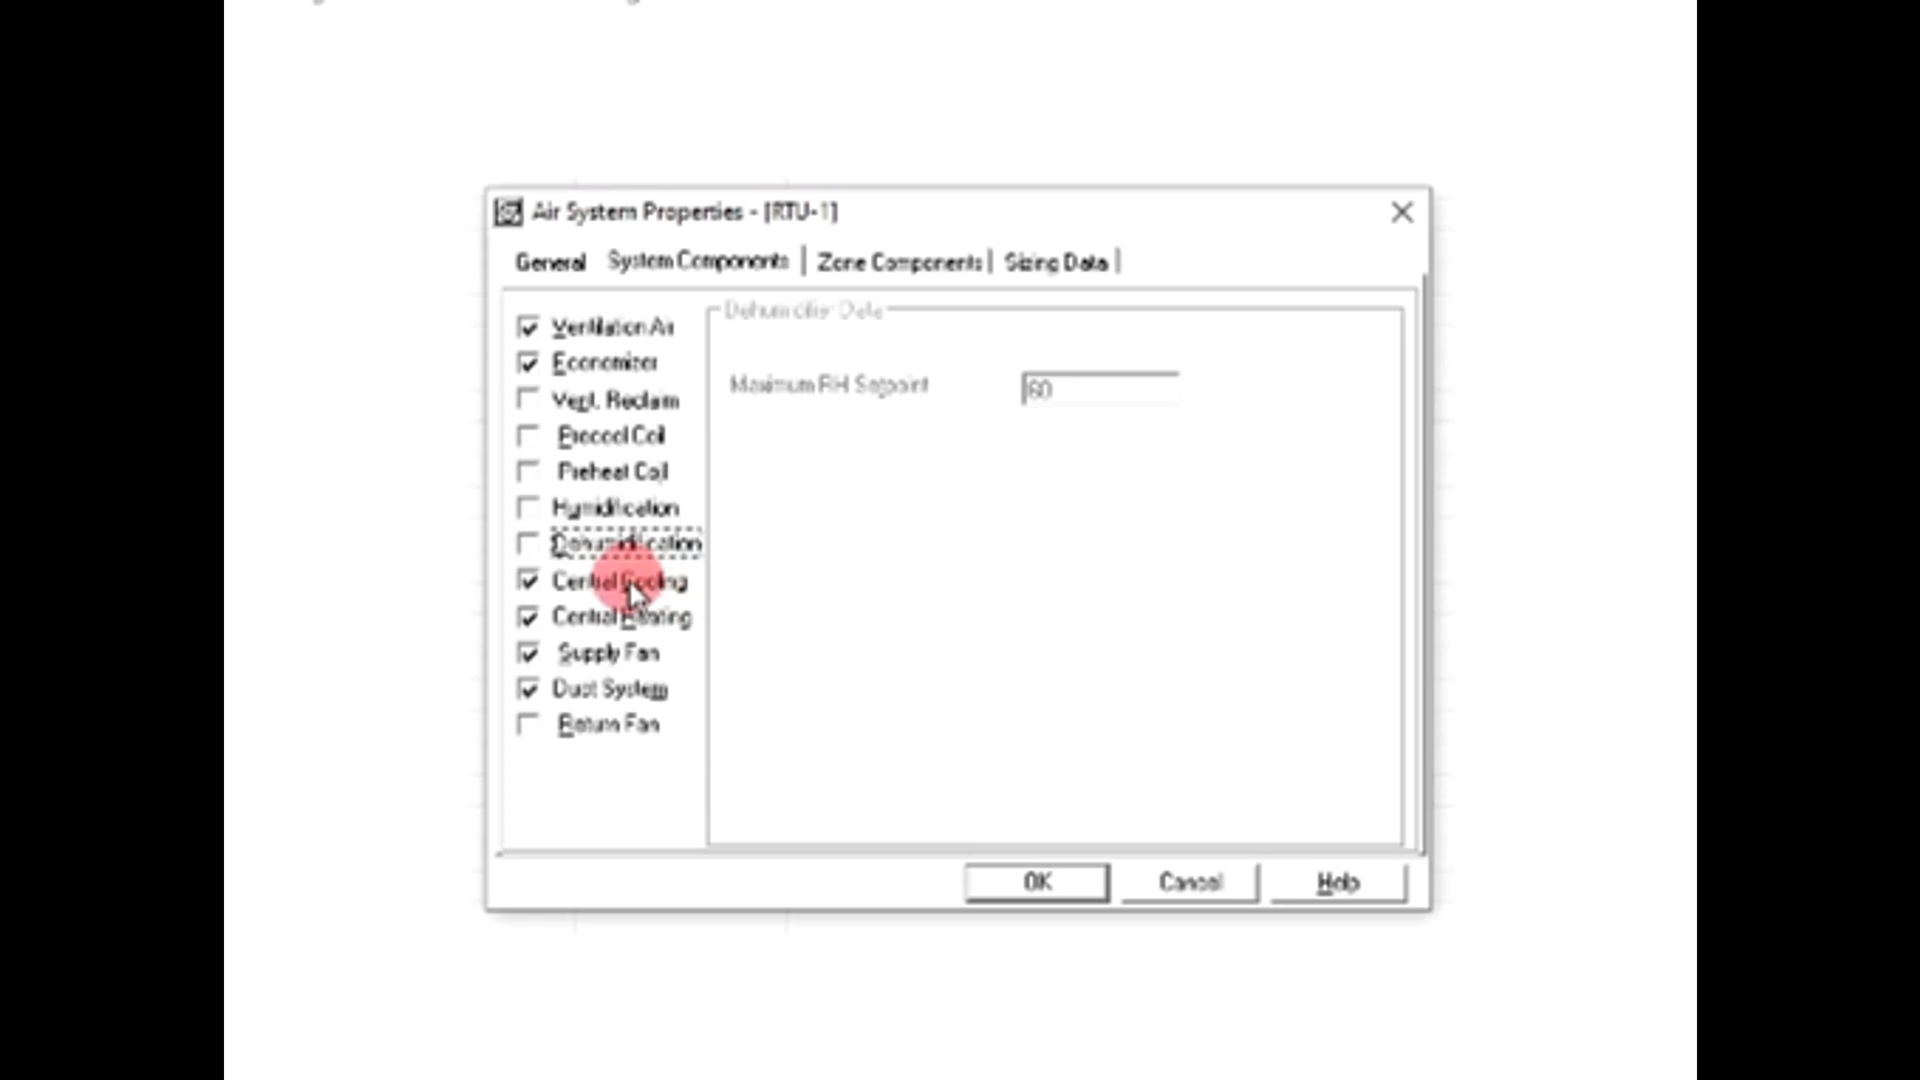 Air System Properties - [RTU-1]
General System Components Zone Components Sizing Data
Ventilation Air
Economizer
Vent. Reclaim
Precool Coil
Preheat Coil
Humidification
Dehumidification
Central Cooling
Central Heating
Supply Fan
Duct System
Return Fan
Dehumidifier Data
Maximum RH Setpoint 60
OK Cancel Help